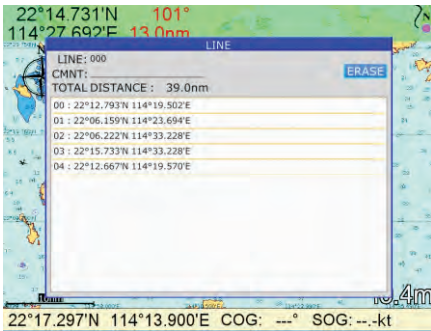 22°14.731'N 101°
114°27.692'E 13.0nm
LINE
LINE: 000
CMNT:
ERASE
TOTAL DISTANCE : 39.0nm
00 : 22°12.793'N 114°19.502'E
01 : 22°06.159'N 114°23.694'E
02 : 22°06.222'N 114°33.228'E
03 : 22°15.733'N 114°33.228'E
04 : 22°12.667'N 114°19.570'E
22°17.297'N 114°13.900'E COG: ---° SOG: --.-kt